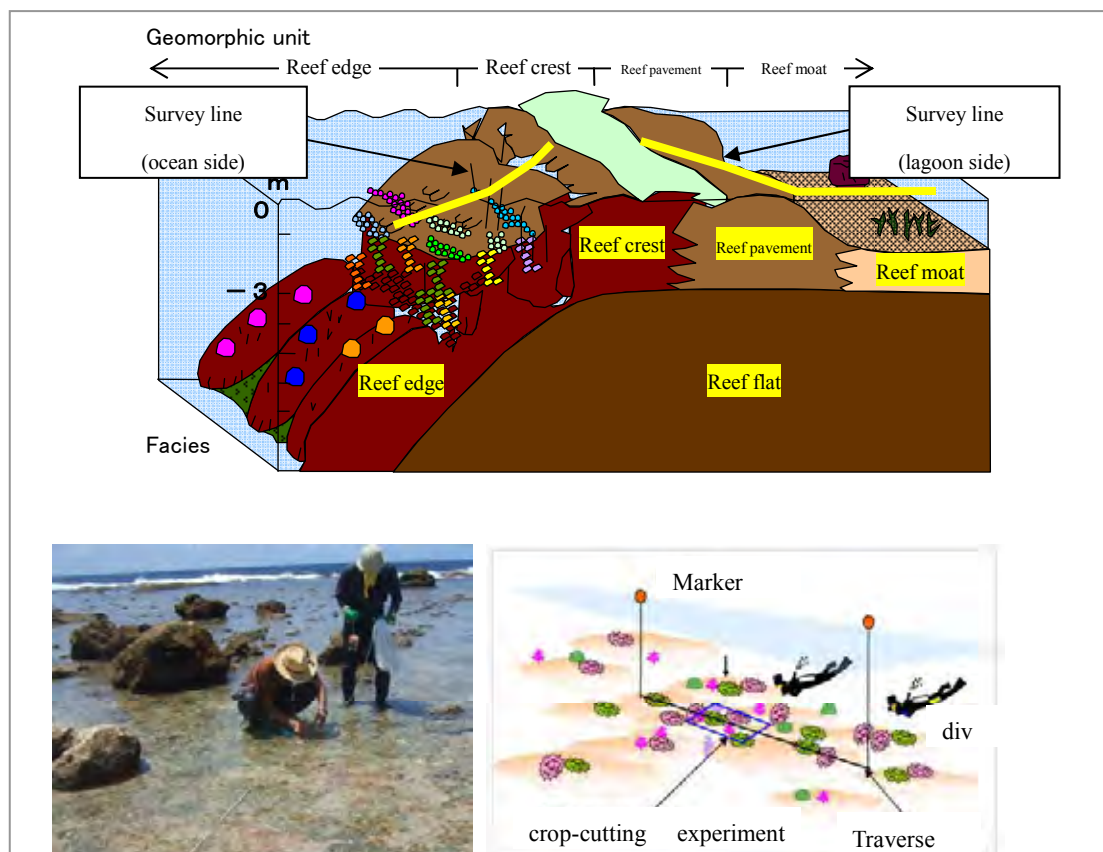 Geomorphic unit
Reef edge Reef crest Reef pavement Reef moat
Survey line
(ocean side)
Survey line
(lagoon side)
m
0
Reef crest
Reef pavement
Reef moat
－3
Reef edge
Reef flat
Facies
Marker
div
crop-cutting experiment
Traverse